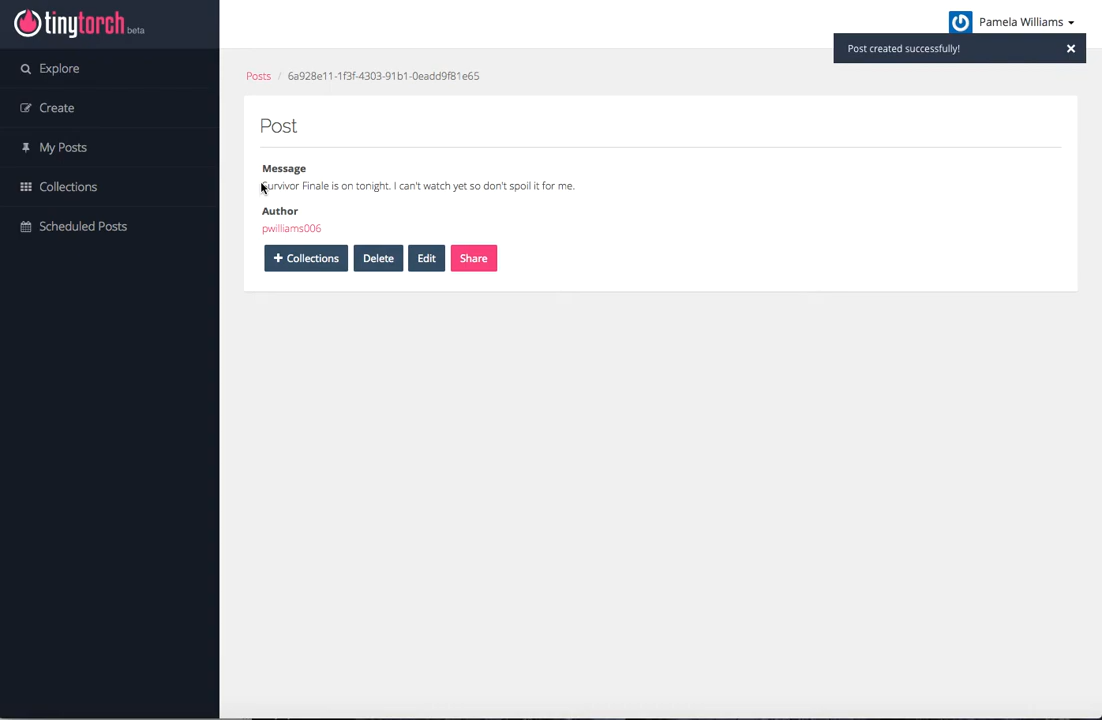 tinytorch beta
Pamela Williams
Post created successfully!
Explore
Create
My Posts
Collections
Scheduled Posts
Posts / 6a928e11-1f3f-4303-91b1-0eadd9f81e65
Post
Message
Survivor Finale is on tonight. I can't watch yet so don't spoil it for me.
Author
pwilliams006
+ Collections Delete Edit Share